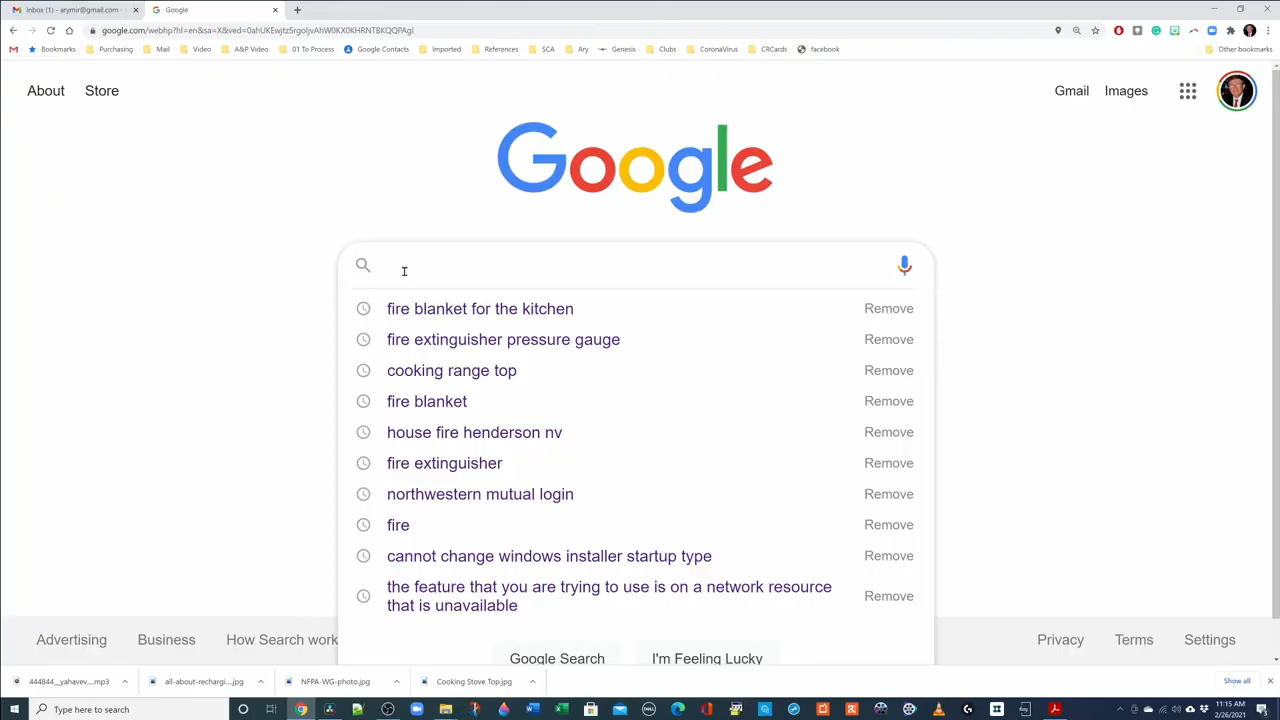 Inbox (1) - arymir@gmail.com
Google
google.com/webhp?hl=en&sa=X&ved=0ahUKEwjtz5rgoIjvAhW0KX0KHRNTBKQQPAgI
Bookmarks Purchasing Mail Video A&P Video 01 To Process Google Contacts Imported References SCA Ary Genesis Clubs CoronaVirus CRCards facebook Other bookmarks
About Store Gmail Images
Google
fire blanket for the kitchen Remove
fire extinguisher pressure gauge Remove
cooking range top Remove
fire blanket Remove
house fire henderson nv Remove
fire extinguisher Remove
northwestern mutual login Remove
fire Remove
cannot change windows installer startup type Remove
the feature that you are trying to use is on a network resource
that is unavailable Remove
Advertising Business How Search work Privacy Terms Settings
Google Search I'm Feeling Lucky
444844__yahavev....mp3 all-about-rechargi....jpg NFPA-WG-photo.jpg Cooking Stove Top.jpg Show all
Type here to search
11:15 AM
2/26/2021